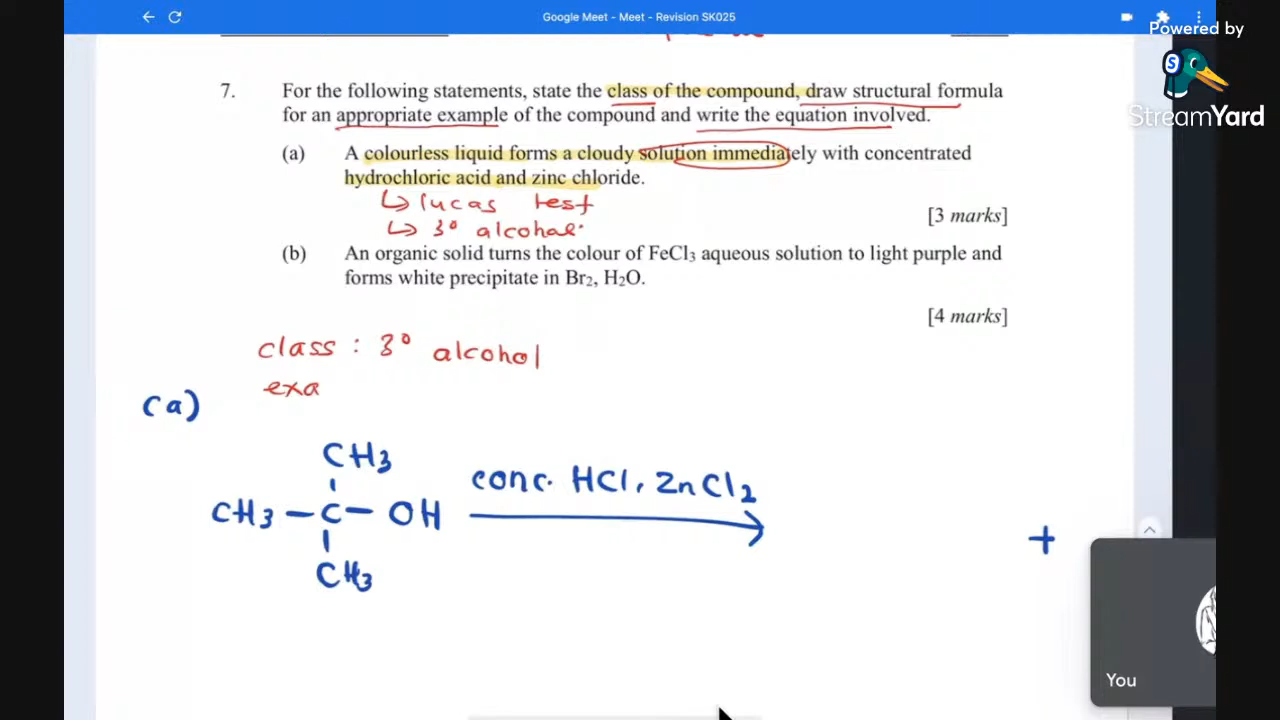 Google Meet - Meet - Revision SK025
Powered by
StreamYard
7. For the following statements, state the class of the compound, draw structural formula
for an appropriate example of the compound and write the equation involved.
(a) A colourless liquid forms a cloudy solution immediately with concentrated
hydrochloric acid and zinc chloride.
↳ lucas test
[3 marks]
↳ 3° alcohol
(b) An organic solid turns the colour of FeCl₃ aqueous solution to light purple and
forms white precipitate in Br₂, H₂O.
[4 marks]
class : 3° alcohol
exa
(a)
CH₃
conc. HCl, ZnCl₂
CH₃ — C — OH
+
CH₃
You